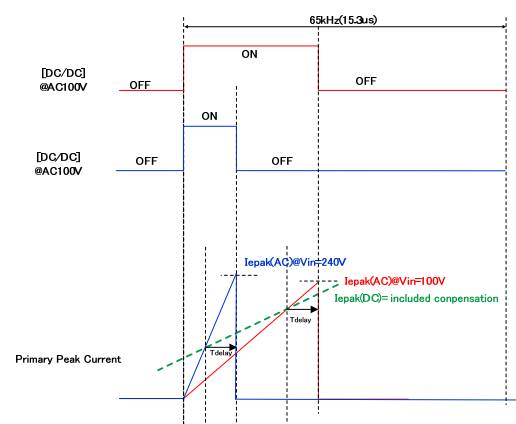 65kHz(15.3us)
ON
[DC/DC]
@AC100V
OFF
OFF
ON
[DC/DC]
@AC100V
OFF
OFF
Iepak(AC)@Vin=240V
Iepak(AC)@Vin=100V
Iepak(DC)= included conpensation
Tdelay
Tdelay
Primary Peak Current